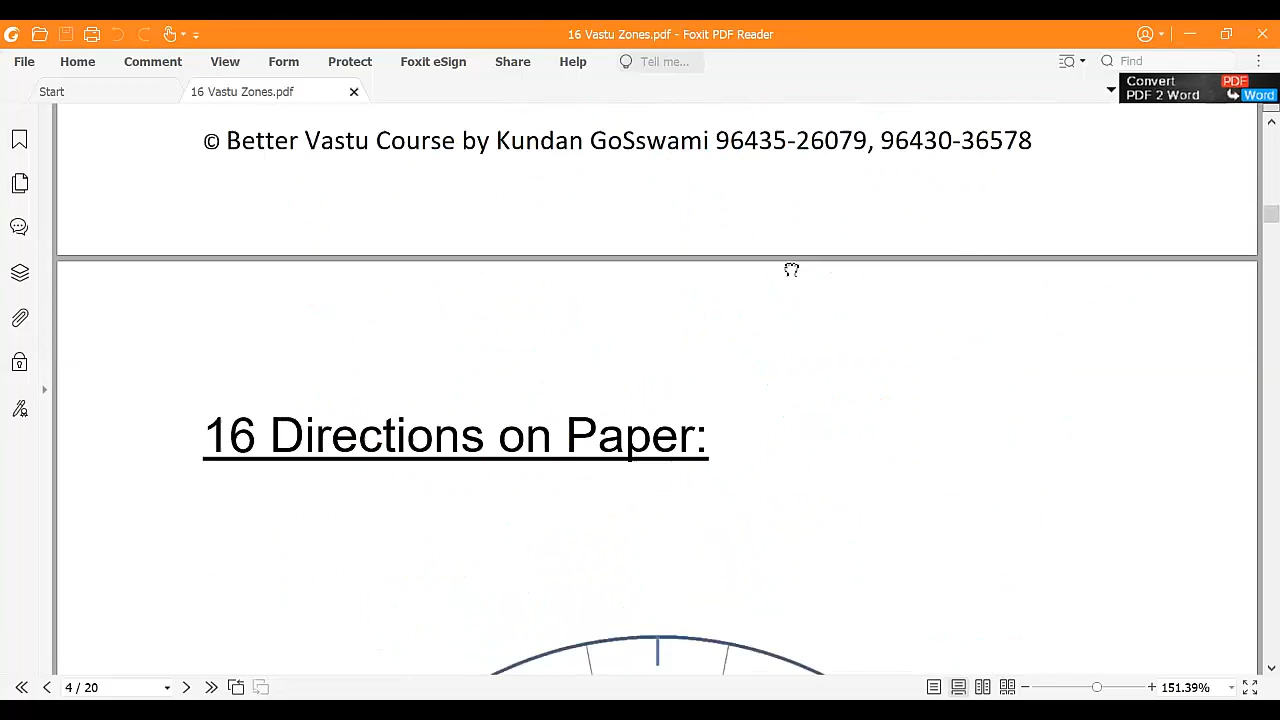 16 Vastu Zones.pdf - Foxit PDF Reader
File Home Comment View Form Protect Foxit eSign Share Help Tell me... Find
Start 16 Vastu Zones.pdf
Convert PDF
PDF 2 Word Word
© Better Vastu Course by Kundan GoSswami 96435-26079, 96430-36578
16 Directions on Paper:
4 / 20 151.39%